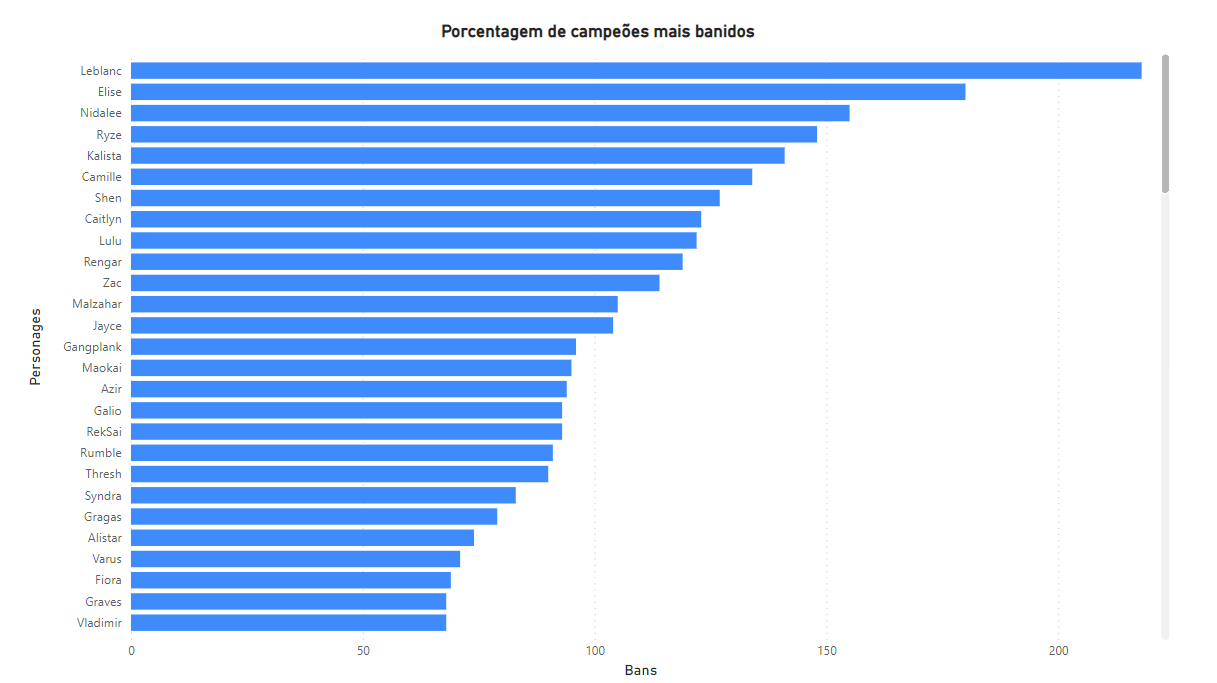 Porcentagem de campeões mais banidos
Personages
Leblanc
Elise
Nidalee
Ryze
Kalista
Camille
Shen
Caitlyn
Lulu
Rengar
Zac
Malzahar
Jayce
Gangplank
Maokai
Azir
Galio
RekSai
Rumble
Thresh
Syndra
Gragas
Alistar
Varus
Fiora
Graves
Vladimir
0 50 100 150 200
Bans